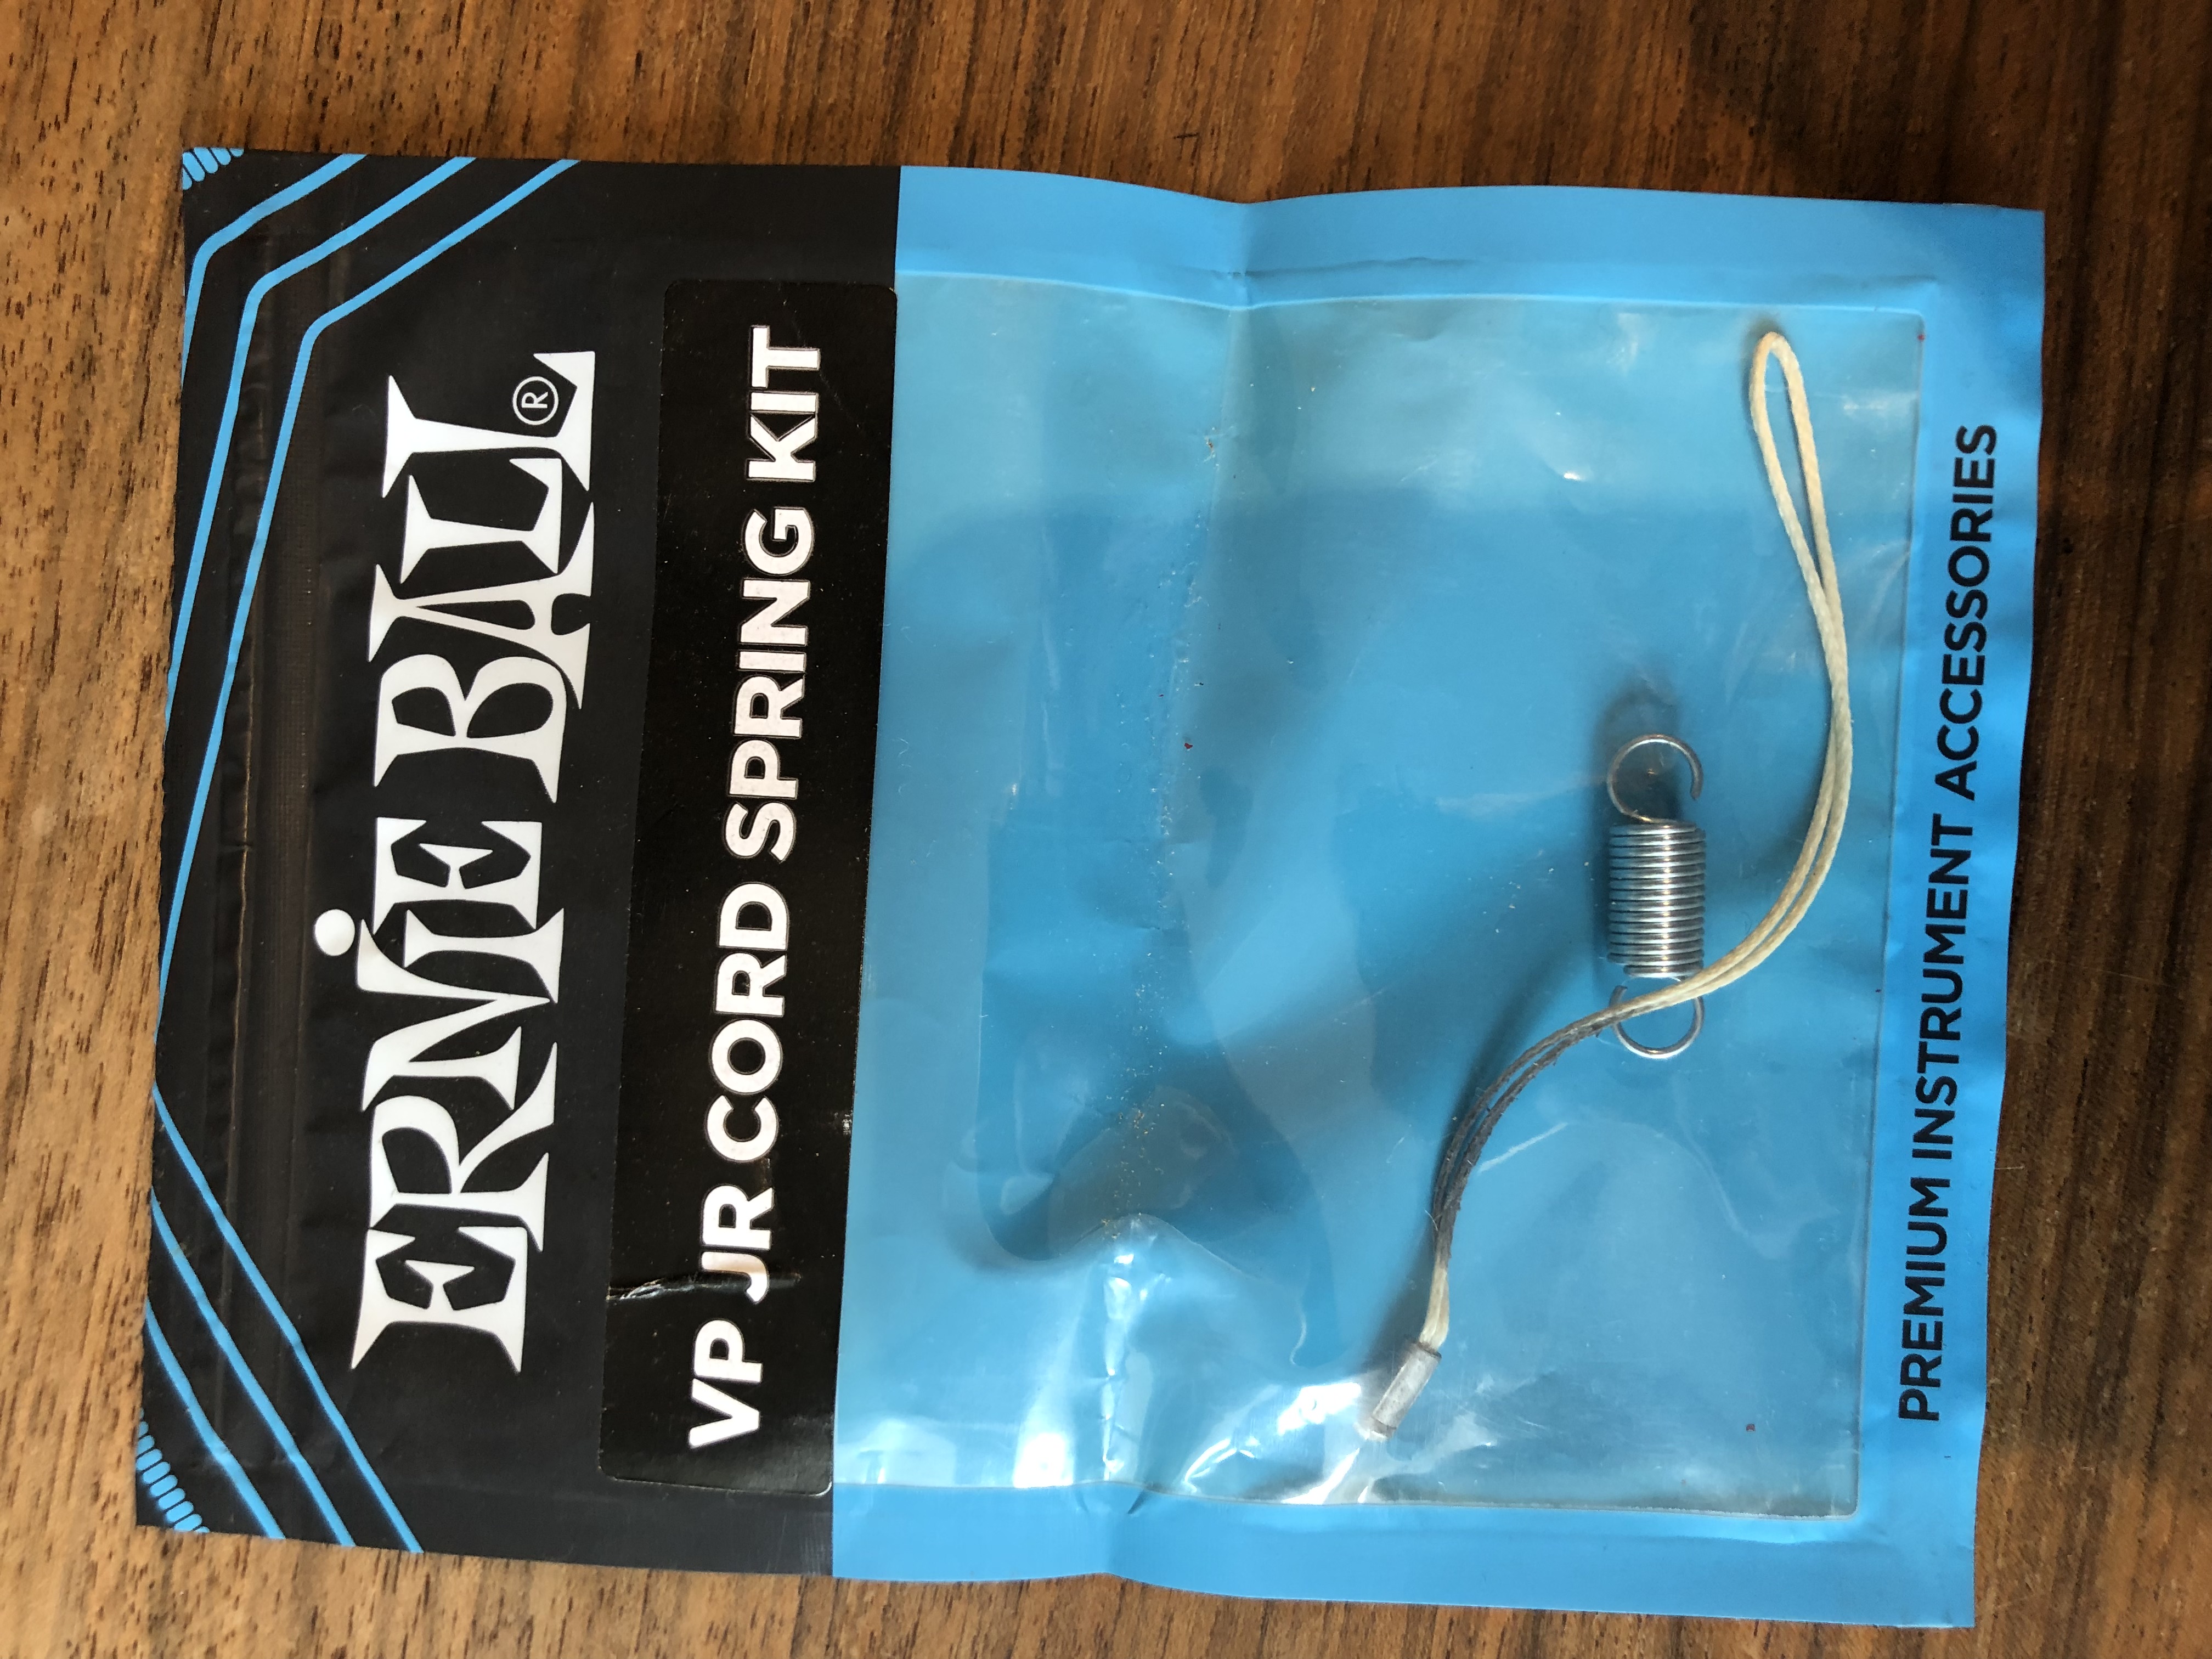 ERNIE BALL®
VP JR CORD SPRING KIT
PREMIUM INSTRUMENT ACCESSORIES